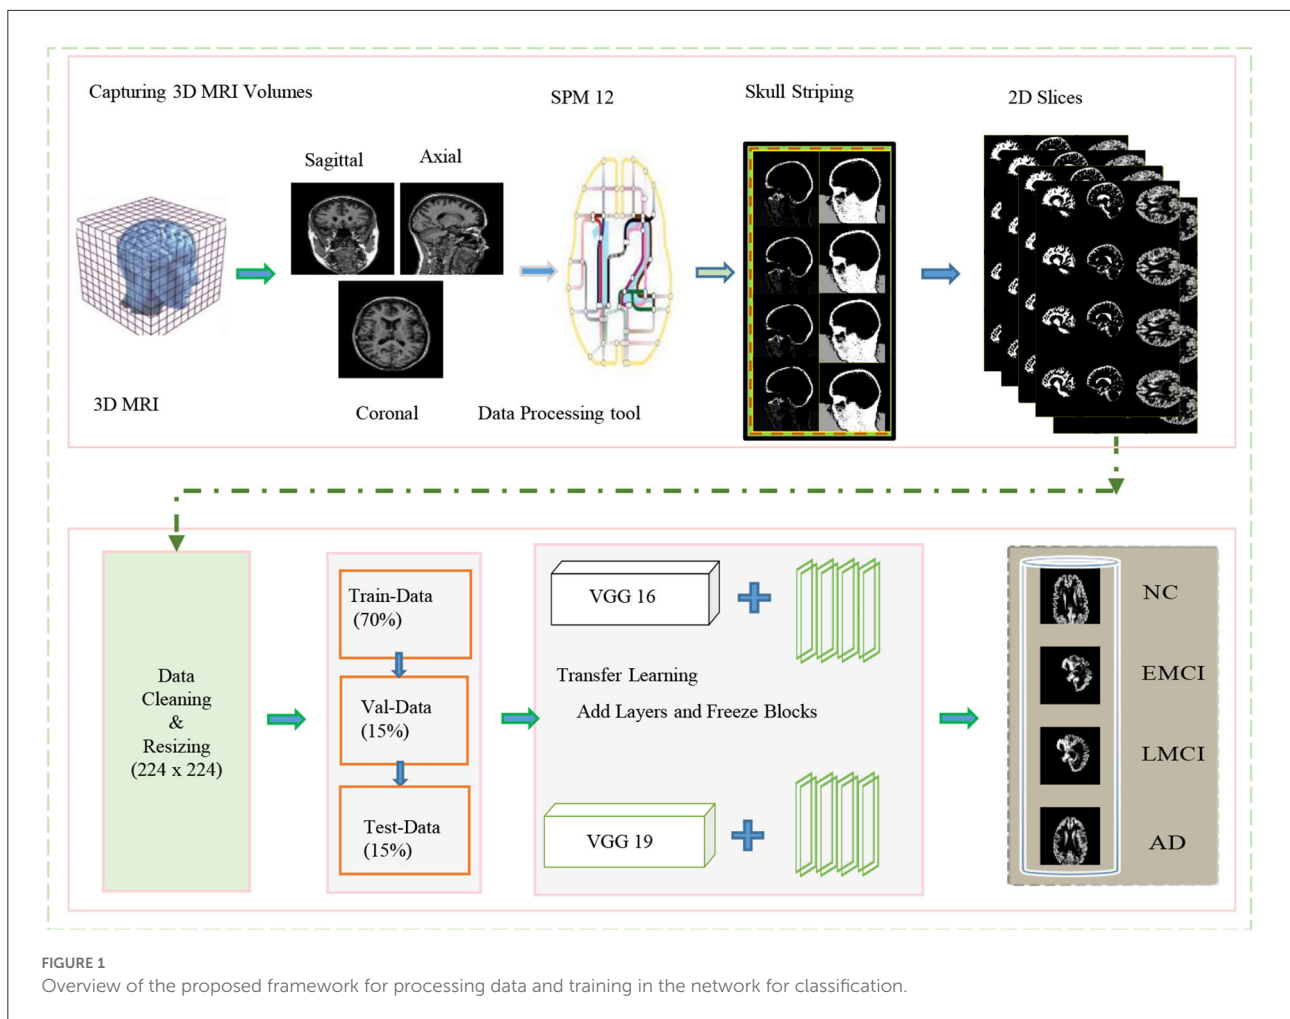 Capturing 3D MRI Volumes
SPM 12
Skull Striping
2D Slices
Sagittal
Axial
3D MRI
Coronal
Data Processing tool
Data
Cleaning
&
Resizing
(224 x 224)
Train-Data
(70%)
Val-Data
(15%)
Test-Data
(15%)
VGG 16
Transfer Learning
Add Layers and Freeze Blocks
VGG 19
NC
EMCI
LMCI
AD
FIGURE 1
Overview of the proposed framework for processing data and training in the network for classification.